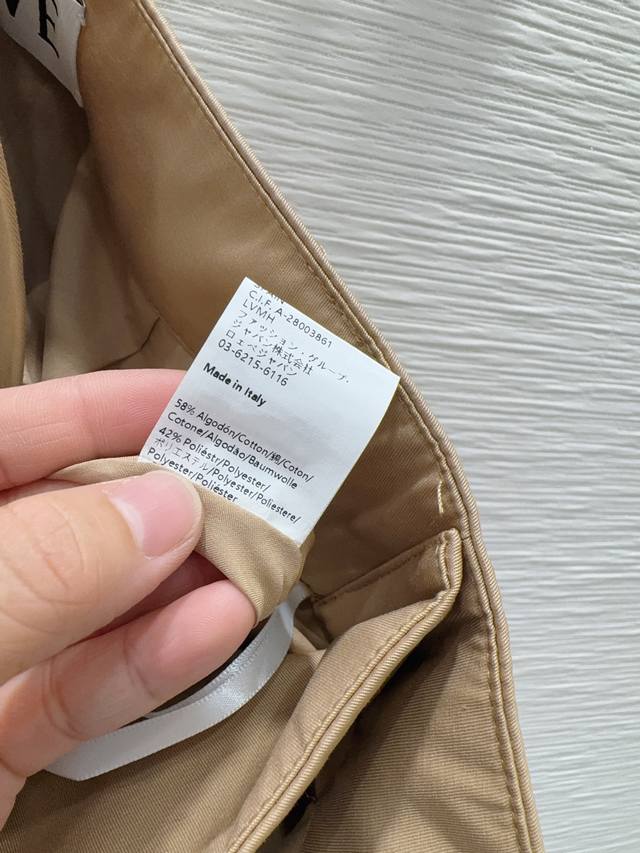 C.I.F. A-28003861
LVMH
ファッション・グループ・
ジャパン株式会社
ロエベジャパン
03-6215-6116
Made in Italy
58% Algodón/Cotton/綿/Coton/
Cotone/Algodão/Baumwolle
42% Poliéstr/Polyester/
ポリエステル/Polyester/Poliestere/
Polyester/Poliéster